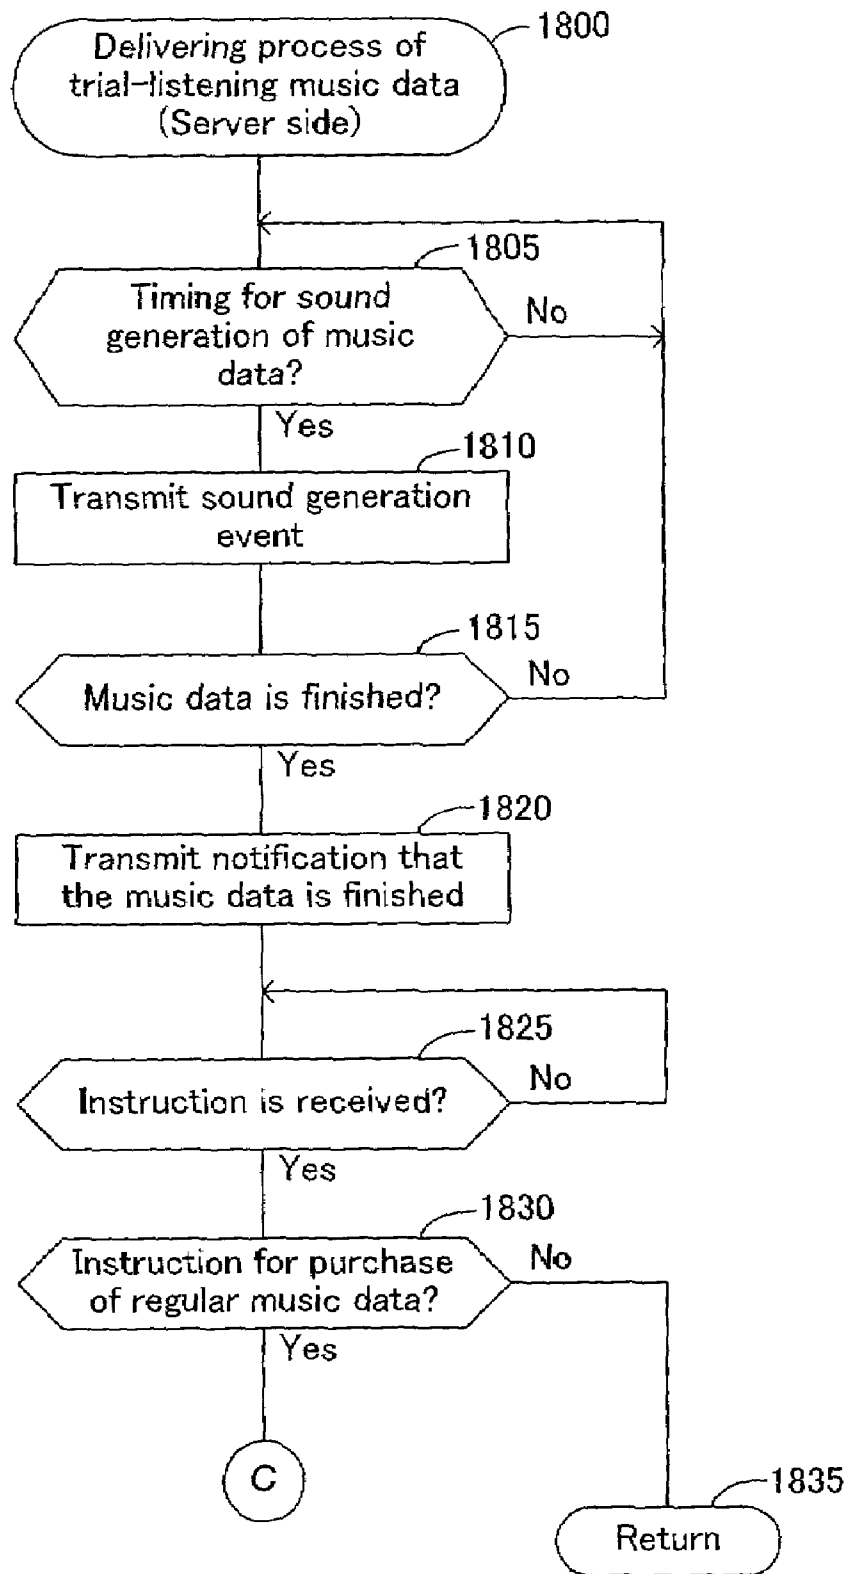 1800
Delivering process of
trial-listening music data
(Server side)
1805
Timing for sound
generation of music
data?
No
Yes
1810
Transmit sound generation
event
1815
Music data is finished?
No
Yes
1820
Transmit notification that
the music data is finished
1825
Instruction is received?
No
Yes
1830
Instruction for purchase
of regular music data?
No
Yes
C
1835
Return